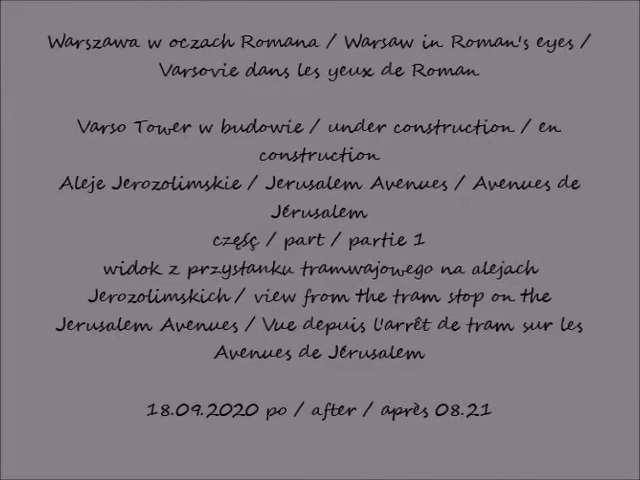 Warszawa w oczach Romana / Warsaw in Roman's eyes /
Varsovie dans les yeux de Roman
Varso Tower w budowie / under construction / en
construction
Aleje Jerozolimskie / Jerusalem Avenues / Avenues de
Jérusalem
częśç / part / partie 1
widok z przystanku tramwajowego na alejach
Jerozolimskich / view from the tram stop on the
Jerusalem Avenues / Vue depuis l'arrêt de tram sur les
Avenues de Jérusalem
18.09.2020 po / after / après 08.21